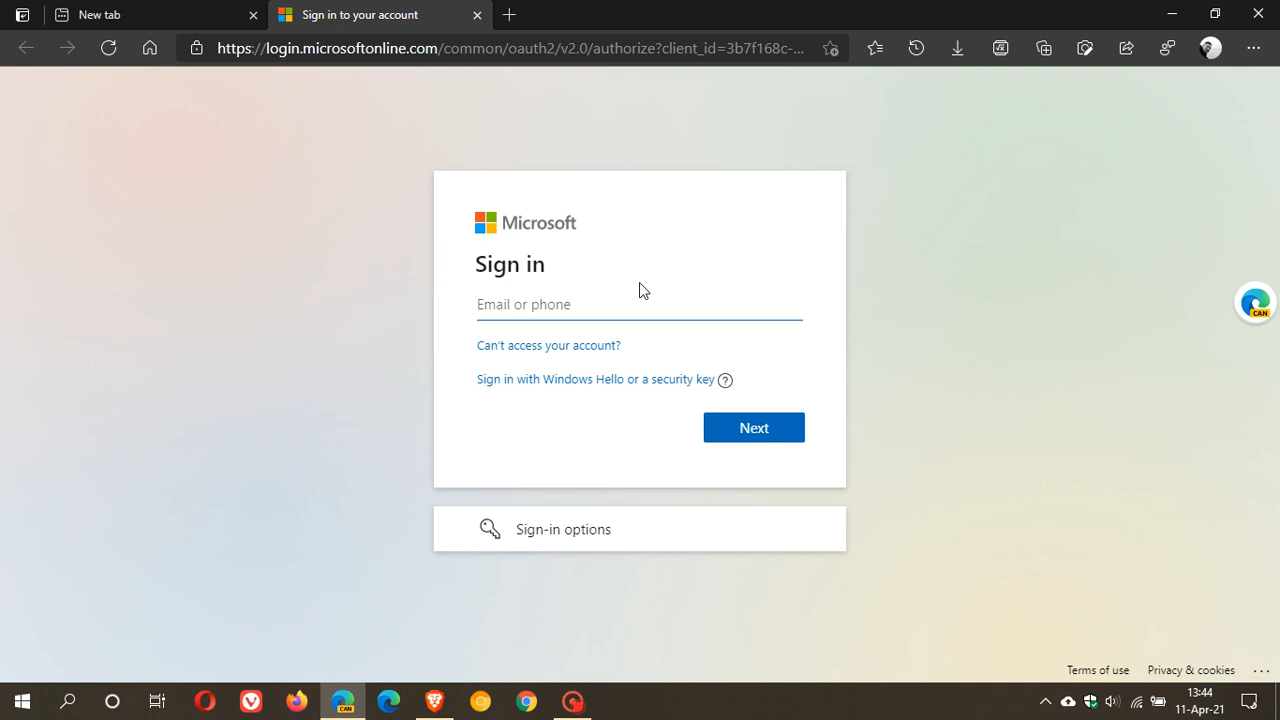 New tab
Sign in to your account
https://login.microsoftonline.com/common/oauth2/v2.0/authorize?client_id=3b7f168c-...
Microsoft
Sign in
Email or phone
Can't access your account?
Sign in with Windows Hello or a security key
Next
Sign-in options
CAN
Terms of use
Privacy & cookies
CAN
13:44
11-Apr-21